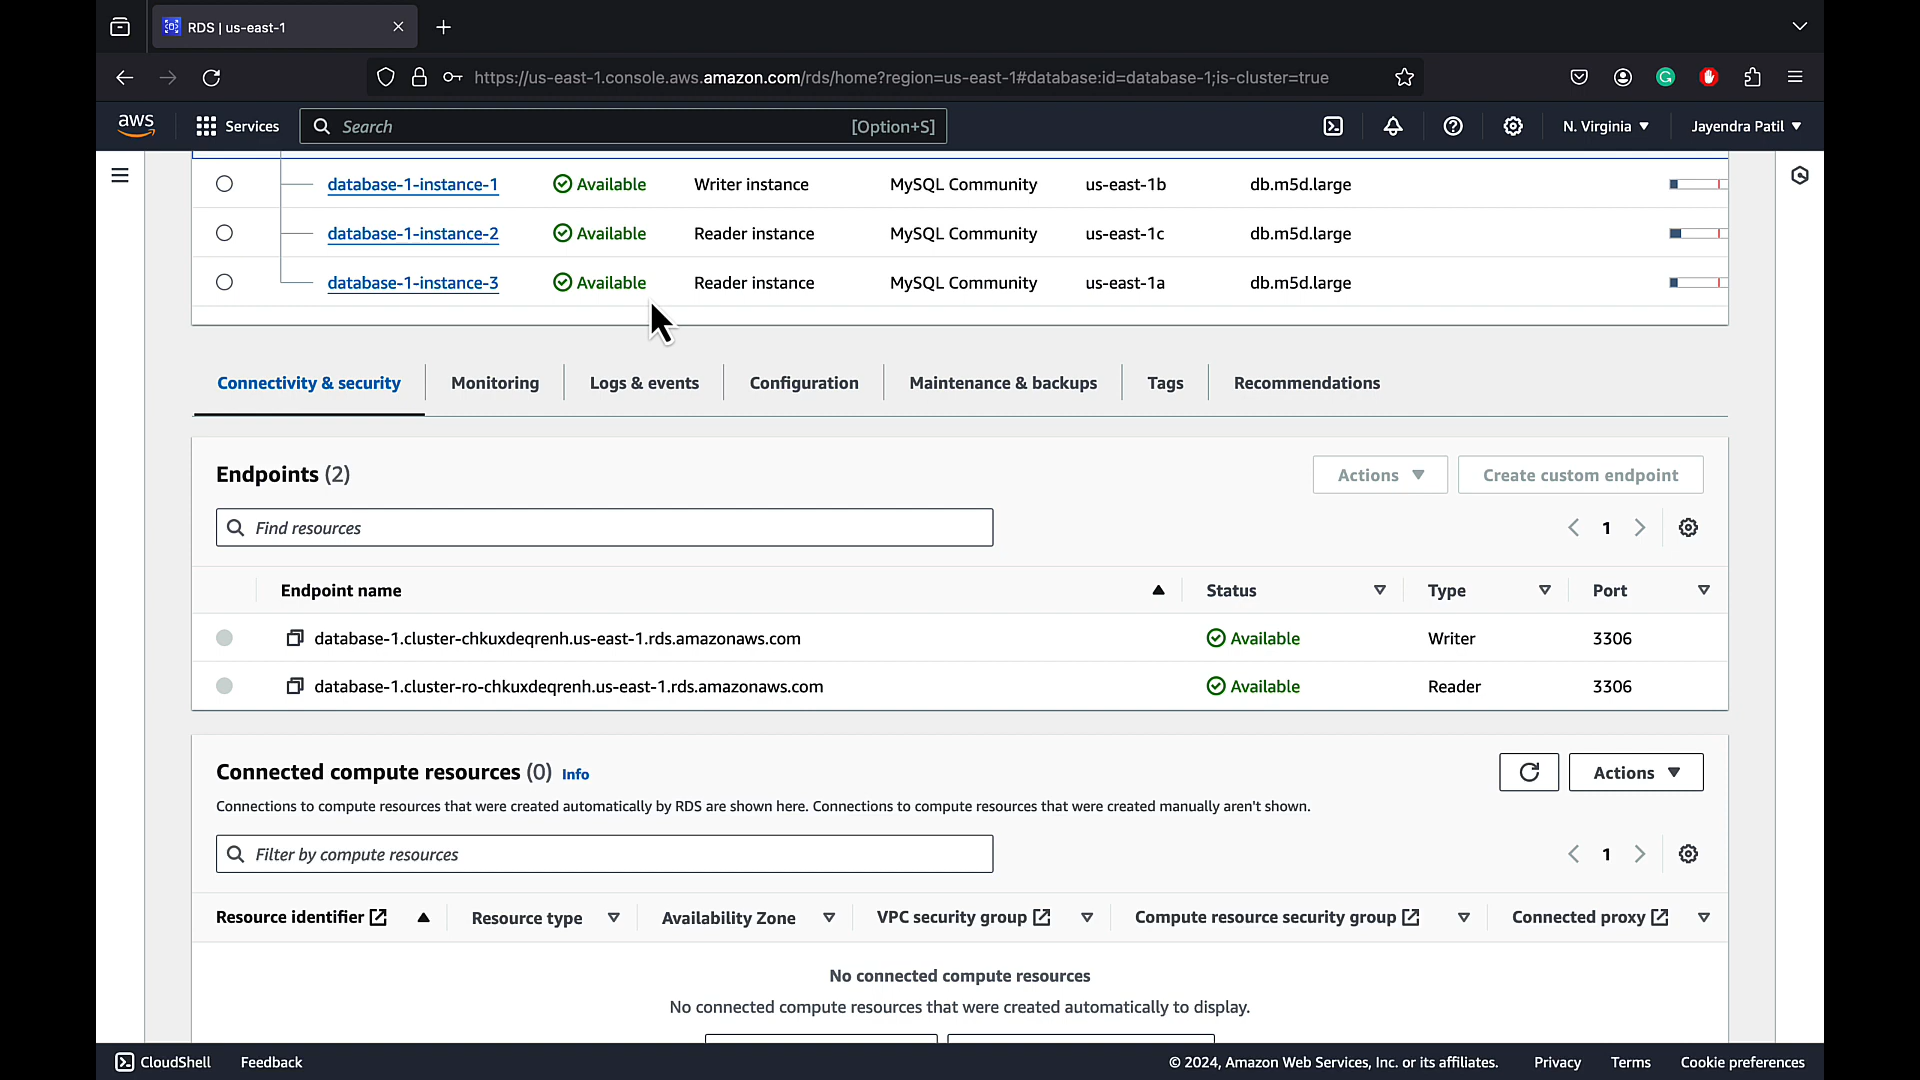 RDS | us-east-1
https://us-east-1.console.aws.amazon.com/rds/home?region=us-east-1#database:id=database-1;is-cluster=true
aws Services Search [Option+S] N. Virginia Jayendra Patil
database-1-instance-1 Available Writer instance MySQL Community us-east-1b db.m5d.large
database-1-instance-2 Available Reader instance MySQL Community us-east-1c db.m5d.large
database-1-instance-3 Available Reader instance MySQL Community us-east-1a db.m5d.large
Connectivity & security Monitoring Logs & events Configuration Maintenance & backups Tags Recommendations
Endpoints (2) Actions Create custom endpoint
Find resources 1
Endpoint name Status Type Port
database-1.cluster-chkuxdeqrenh.us-east-1.rds.amazonaws.com Available Writer 3306
database-1.cluster-ro-chkuxdeqrenh.us-east-1.rds.amazonaws.com Available Reader 3306
Connected compute resources (0) Info Actions
Connections to compute resources that were created automatically by RDS are shown here. Connections to compute resources that were created manually aren't shown.
Filter by compute resources 1
Resource identifier Resource type Availability Zone VPC security group Compute resource security group Connected proxy
No connected compute resources
No connected compute resources that were created automatically to display.
CloudShell Feedback © 2024, Amazon Web Services, Inc. or its affiliates. Privacy Terms Cookie preferences